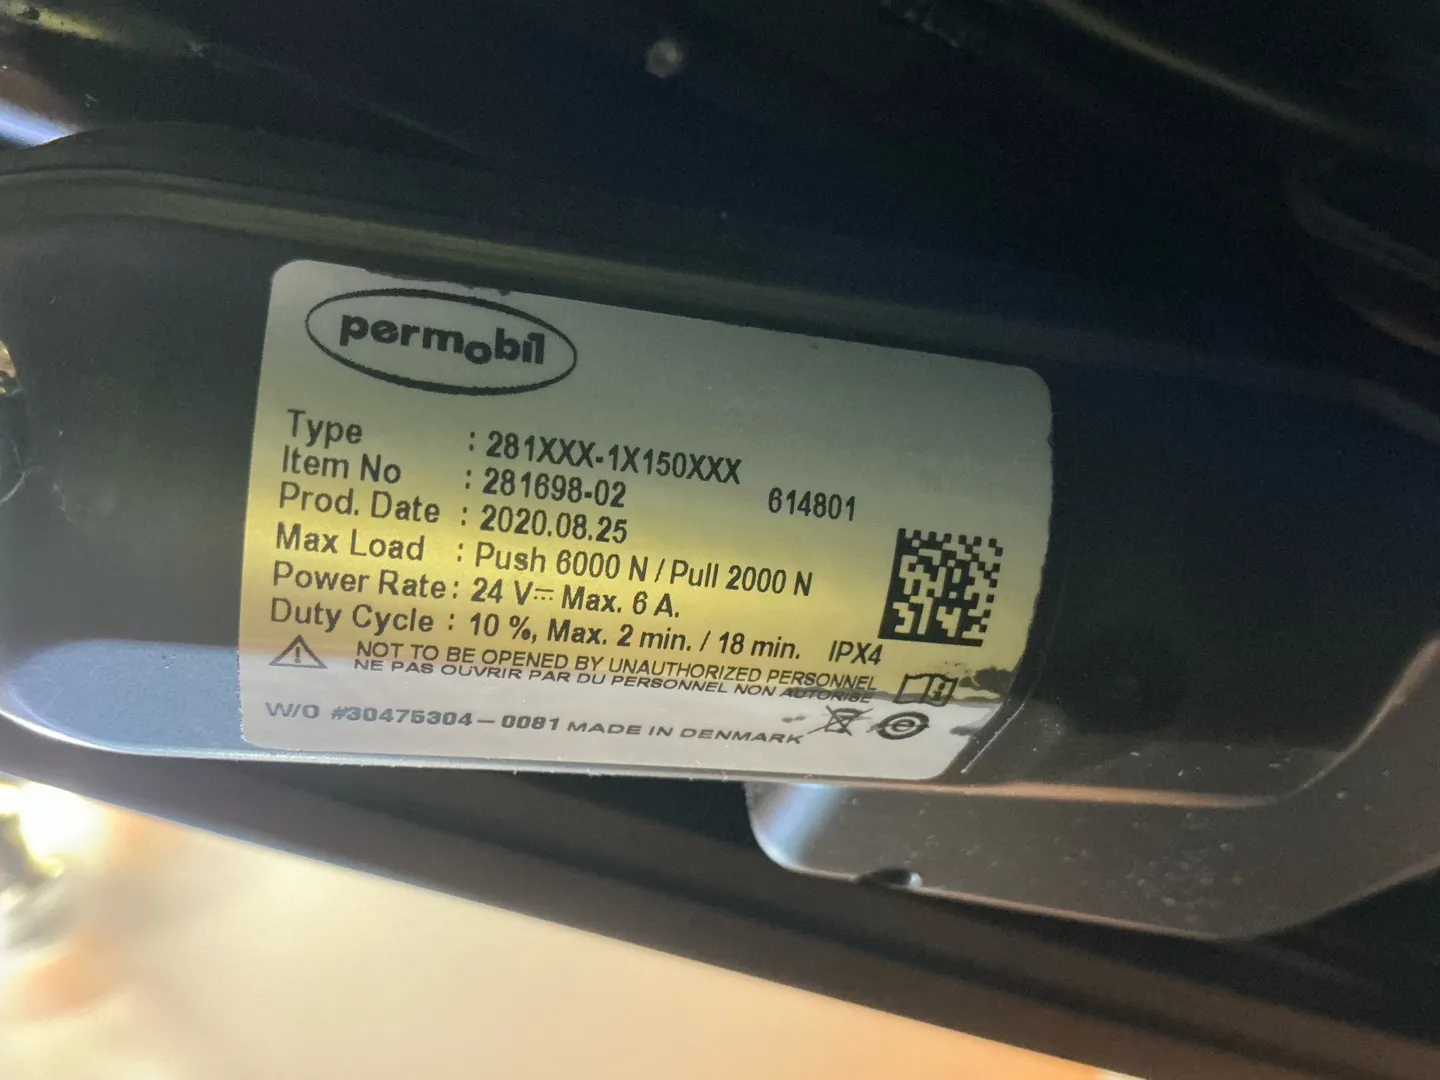 permobil
Type : 281XXX-1X150XXX
Item No : 281698-02 614801
Prod. Date : 2020.08.25
Max Load : Push 6000 N / Pull 2000 N
Power Rate : 24 V⎓ Max. 6 A.
Duty Cycle : 10 %, Max. 2 min. / 18 min. IPX4
NOT TO BE OPENED BY UNAUTHORIZED PERSONNEL
NE PAS OUVRIR PAR DU PERSONNEL NON AUTORISE
W/O #30475304-0081 MADE IN DENMARK